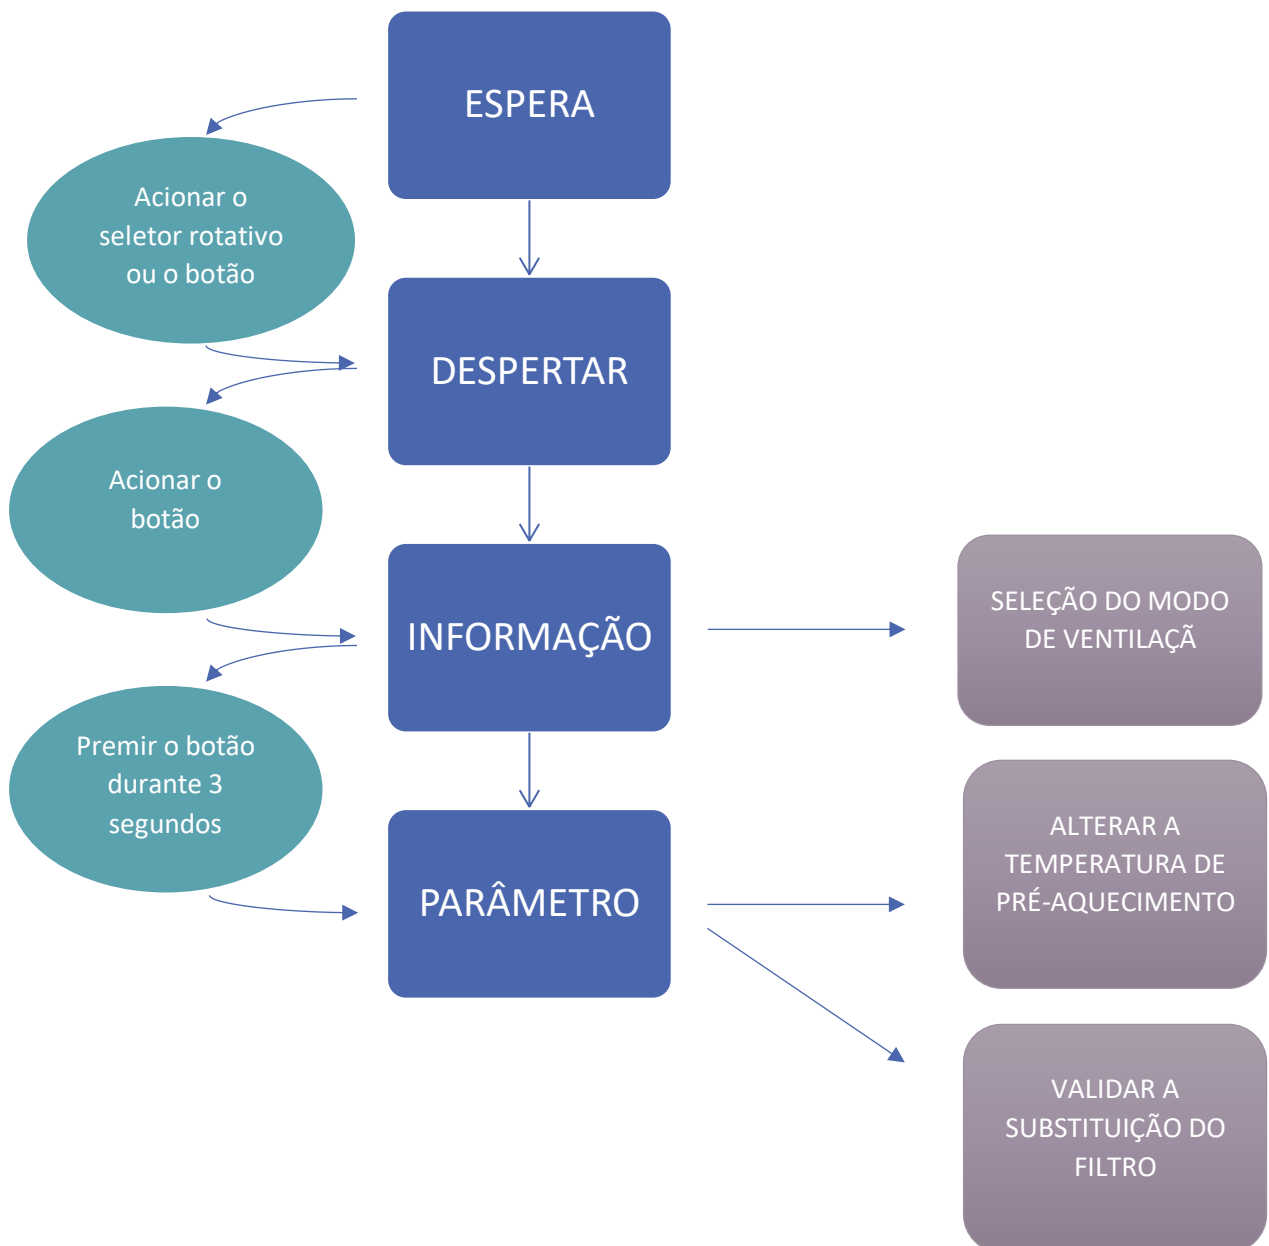 ESPERA
Acionar o
seletor rotativo
ou o botão
DESPERTAR
Acionar o
botão
INFORMAÇÃO
SELEÇÃO DO MODO
DE VENTILAÇÃ
Premir o botão
durante 3
segundos
PARÂMETRO
ALTERAR A
TEMPERATURA DE
PRÉ-AQUECIMENTO
VALIDAR A
SUBSTITUIÇÃO DO
FILTRO